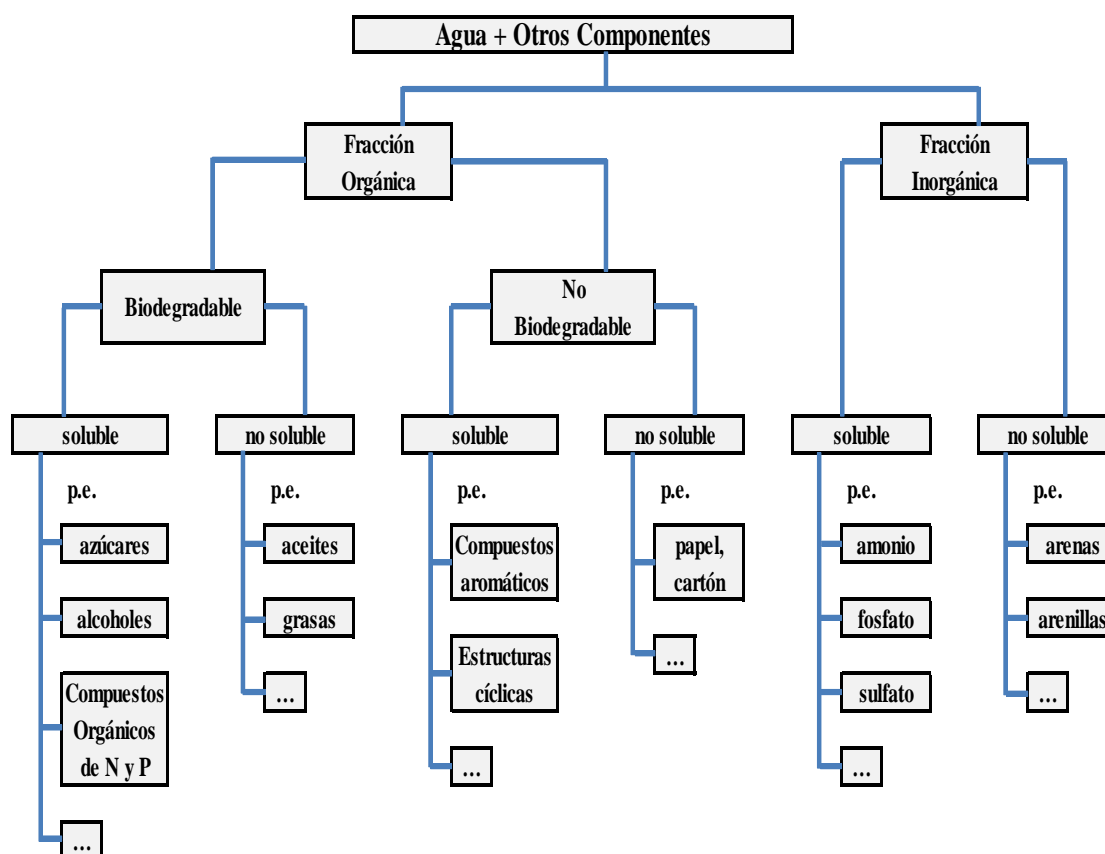 Agua + Otros Componentes
Fracción
Orgánica
Fracción
Inorgánica
Biodegradable
No
Biodegradable
soluble
no soluble
soluble
no soluble
soluble
no soluble
p.e.
p.e.
p.e.
p.e.
p.e.
p.e.
azúcares
alcoholes
Compuestos
Orgánicos
de N y P
...
aceites
grasas
...
Compuestos
aromáticos
Estructuras
cíclicas
...
papel,
cartón
...
amonio
fosfato
sulfato
...
arenas
arenillas
...